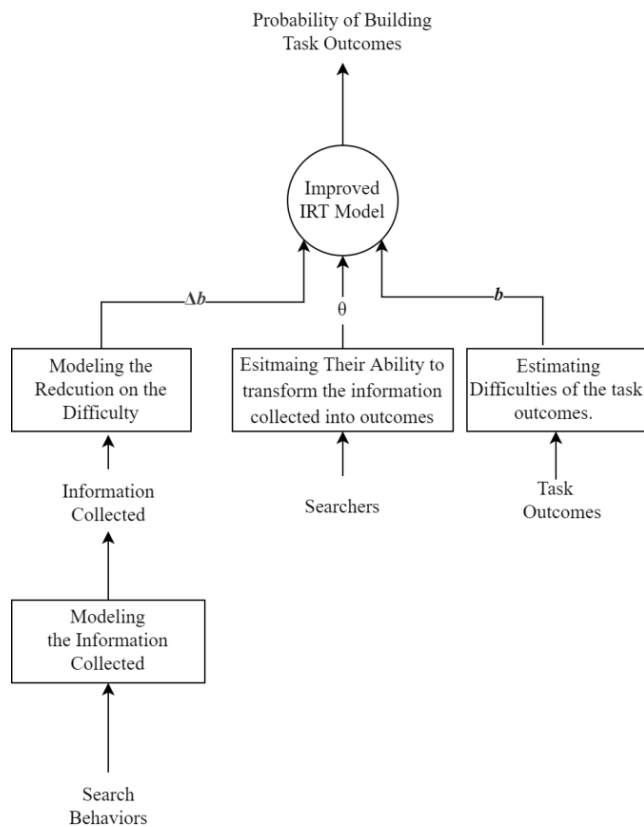 Probability of Building
Task Outcomes
Improved
IRT Model
Δb
θ
b
Modeling the
Redcution on the
Difficulty
Esitmaing Their Ability to
transform the information
collected into outcomes
Estimating
Difficulties of the task
outcomes.
Information
Collected
Searchers
Task
Outcomes
Modeling
the Information
Collected
Search
Behaviors